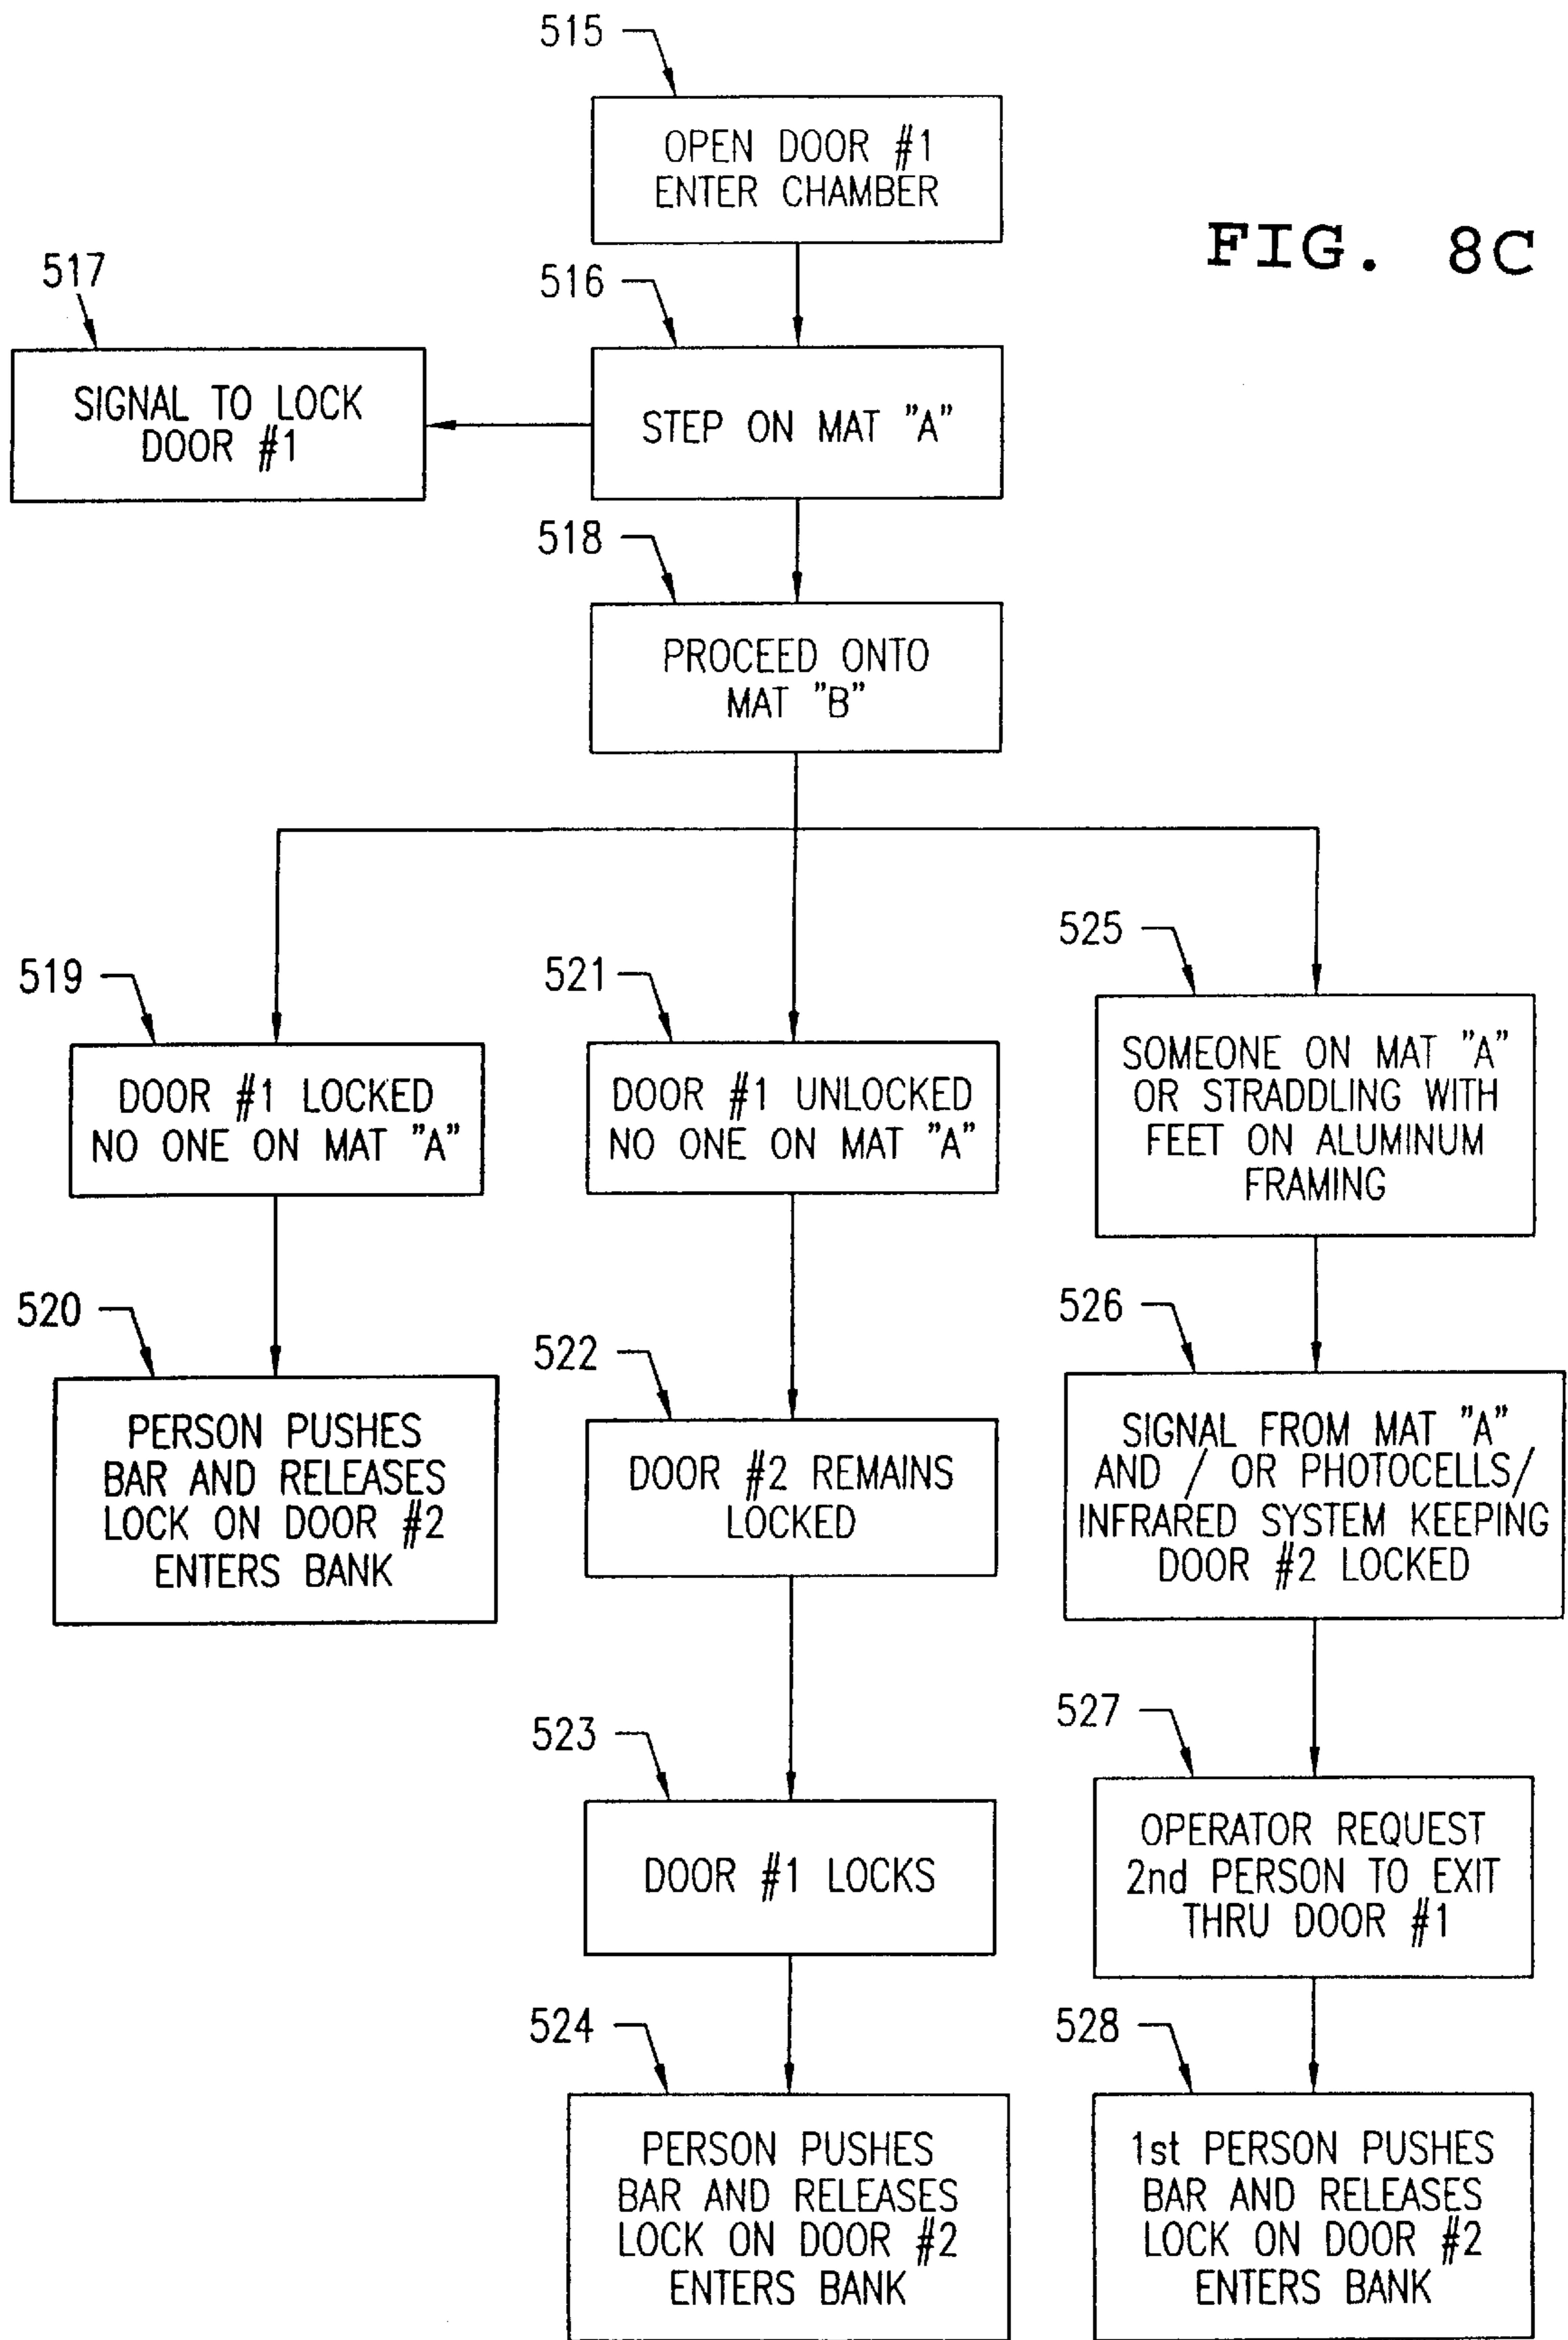 515
OPEN DOOR #1
ENTER CHAMBER
FIG. 8C
517
516
SIGNAL TO LOCK
DOOR #1
STEP ON MAT "A"
518
PROCEED ONTO
MAT "B"
519
DOOR #1 LOCKED
NO ONE ON MAT "A"
520
PERSON PUSHES
BAR AND RELEASES
LOCK ON DOOR #2
ENTERS BANK
521
DOOR #1 UNLOCKED
NO ONE ON MAT "A"
522
DOOR #2 REMAINS
LOCKED
523
DOOR #1 LOCKS
524
PERSON PUSHES
BAR AND RELEASES
LOCK ON DOOR #2
ENTERS BANK
525
SOMEONE ON MAT "A"
OR STRADDLING WITH
FEET ON ALUMINUM
FRAMING
526
SIGNAL FROM MAT "A"
AND / OR PHOTOCELLS/
INFRARED SYSTEM KEEPING
DOOR #2 LOCKED
527
OPERATOR REQUEST
2nd PERSON TO EXIT
THRU DOOR #1
528
1st PERSON PUSHES
BAR AND RELEASES
LOCK ON DOOR #2
ENTERS BANK